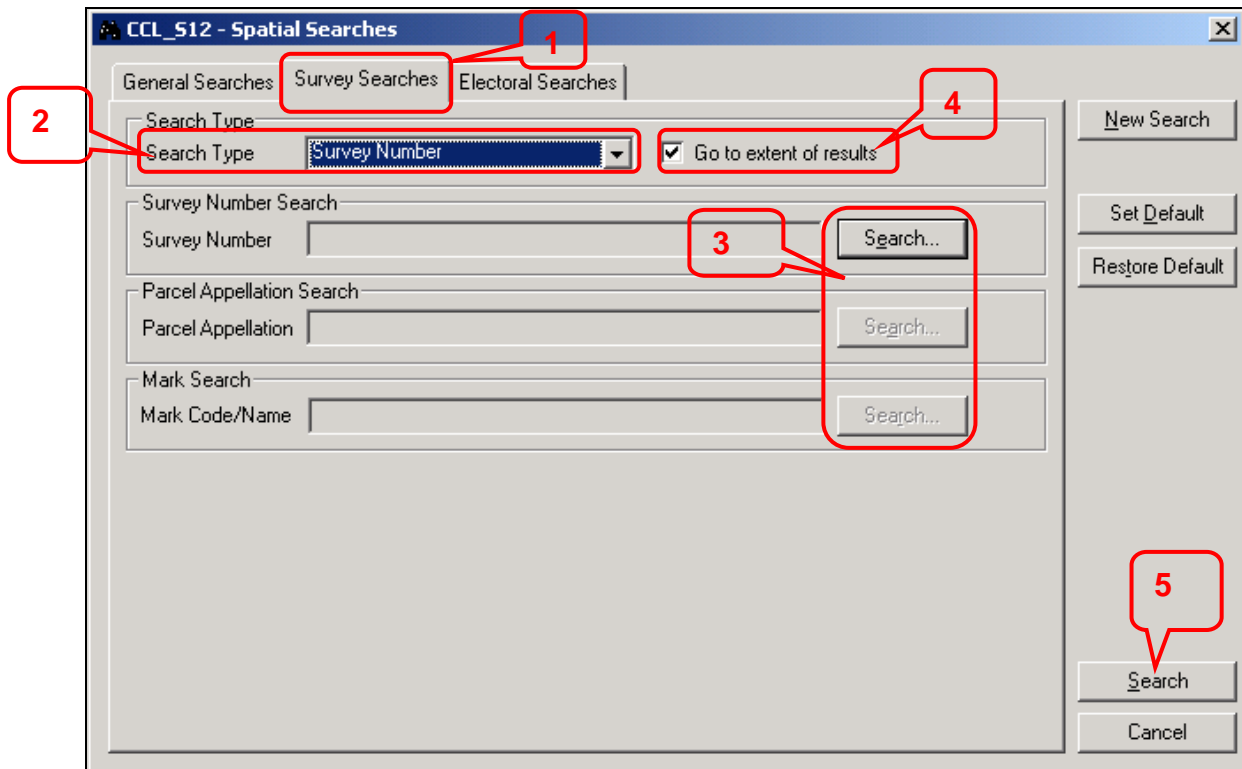 CCL_S12 - Spatial Searches
1
General Searches
Survey Searches
Electoral Searches
2
4
New Search
Search Type
Search Type
Survey Number
Go to extent of results
Survey Number Search
Set Default
Survey Number
3
Search...
Restore Default
Parcel Appellation Search
Parcel Appellation
Search...
Mark Search
Mark Code/Name
Search...
5
Search
Cancel